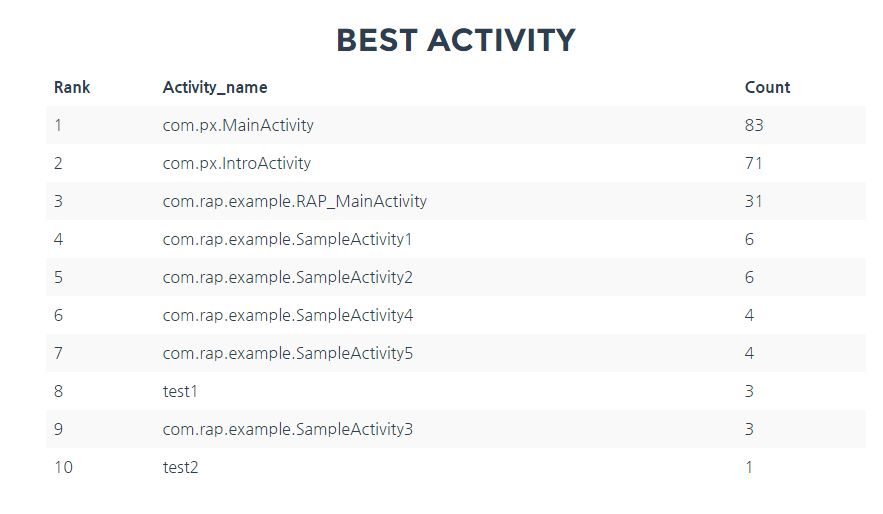 BEST ACTIVITY
Rank Activity_name Count
1 com.px.MainActivity 83
2 com.px.IntroActivity 71
3 com.rap.example.RAP_MainActivity 31
4 com.rap.example.SampleActivity1 6
5 com.rap.example.SampleActivity2 6
6 com.rap.example.SampleActivity4 4
7 com.rap.example.SampleActivity5 4
8 test1 3
9 com.rap.example.SampleActivity3 3
10 test2 1